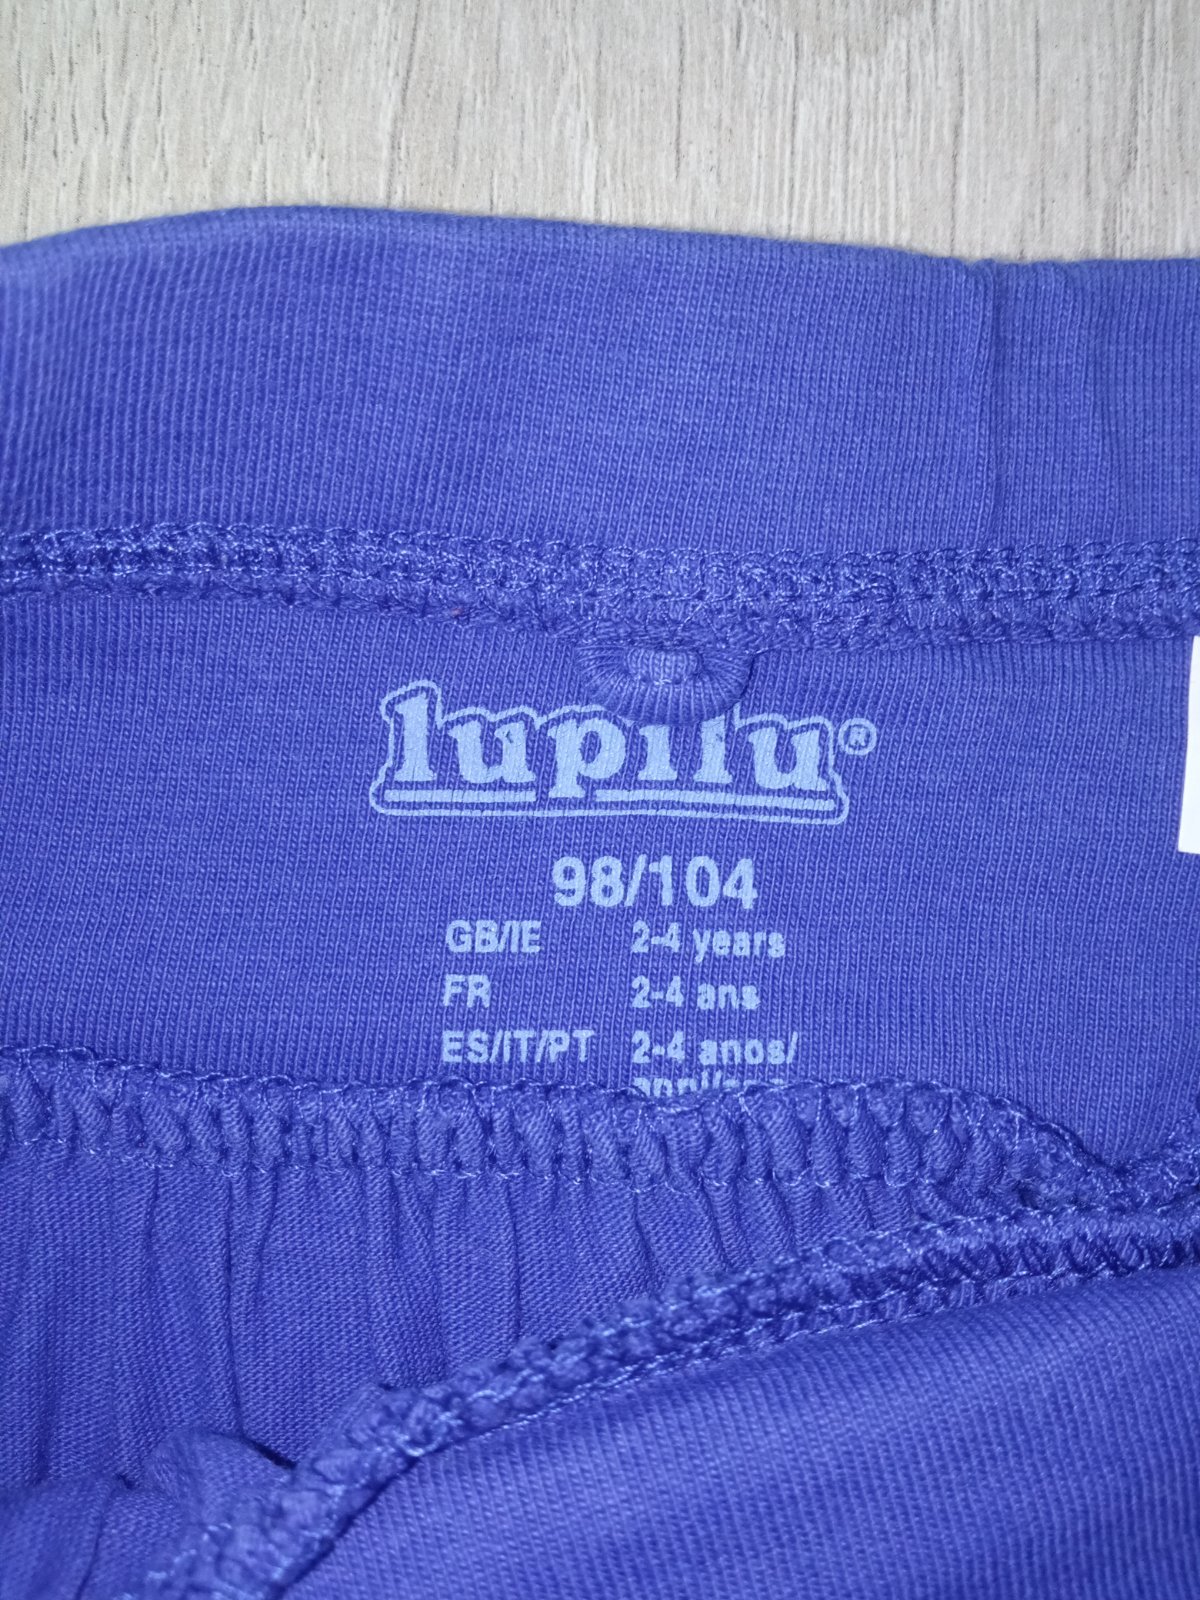 lupilu®
98/104
GB/IE 2-4 years
FR 2-4 ans
ES/IT/PT 2-4 anos/